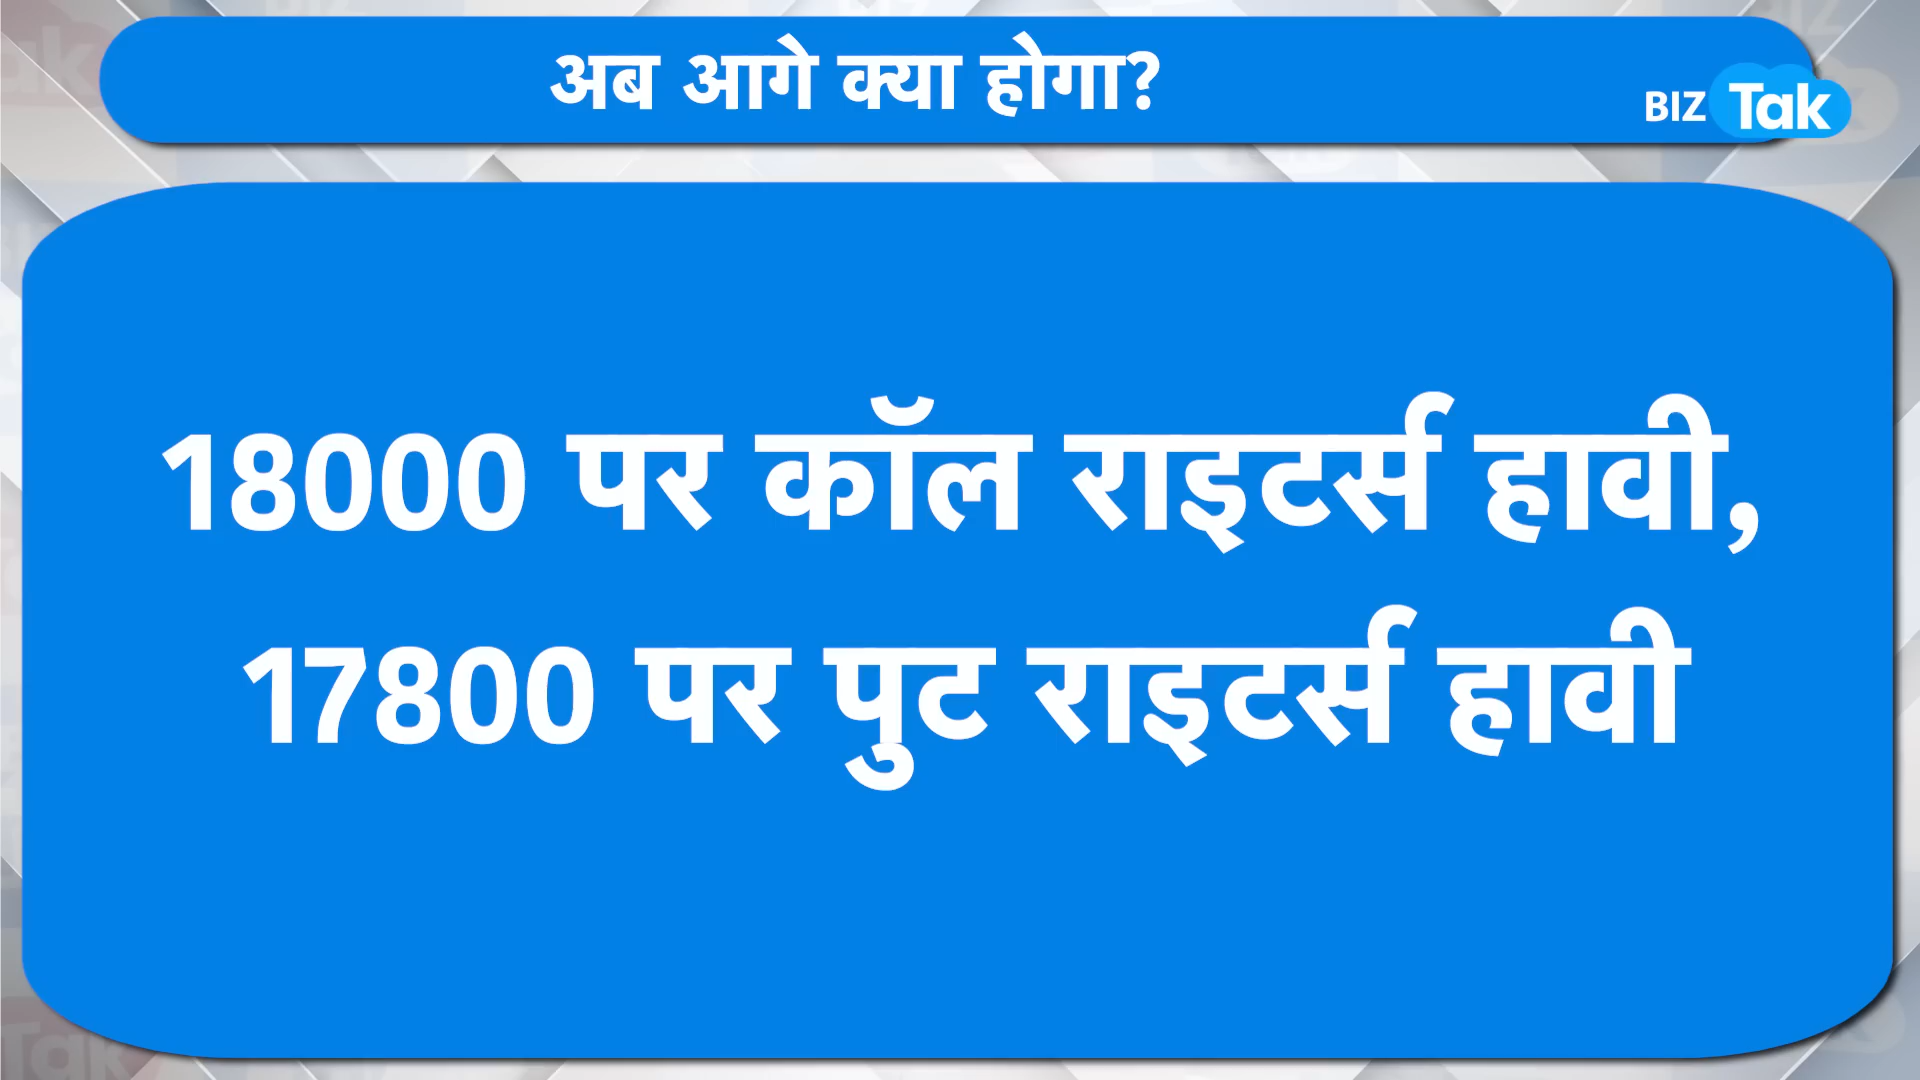 अब आगे क्या होगा?
BIZ Tak
18000 पर कॉल राइटर्स हावी,
17800 पर पुट राइटर्स हावी